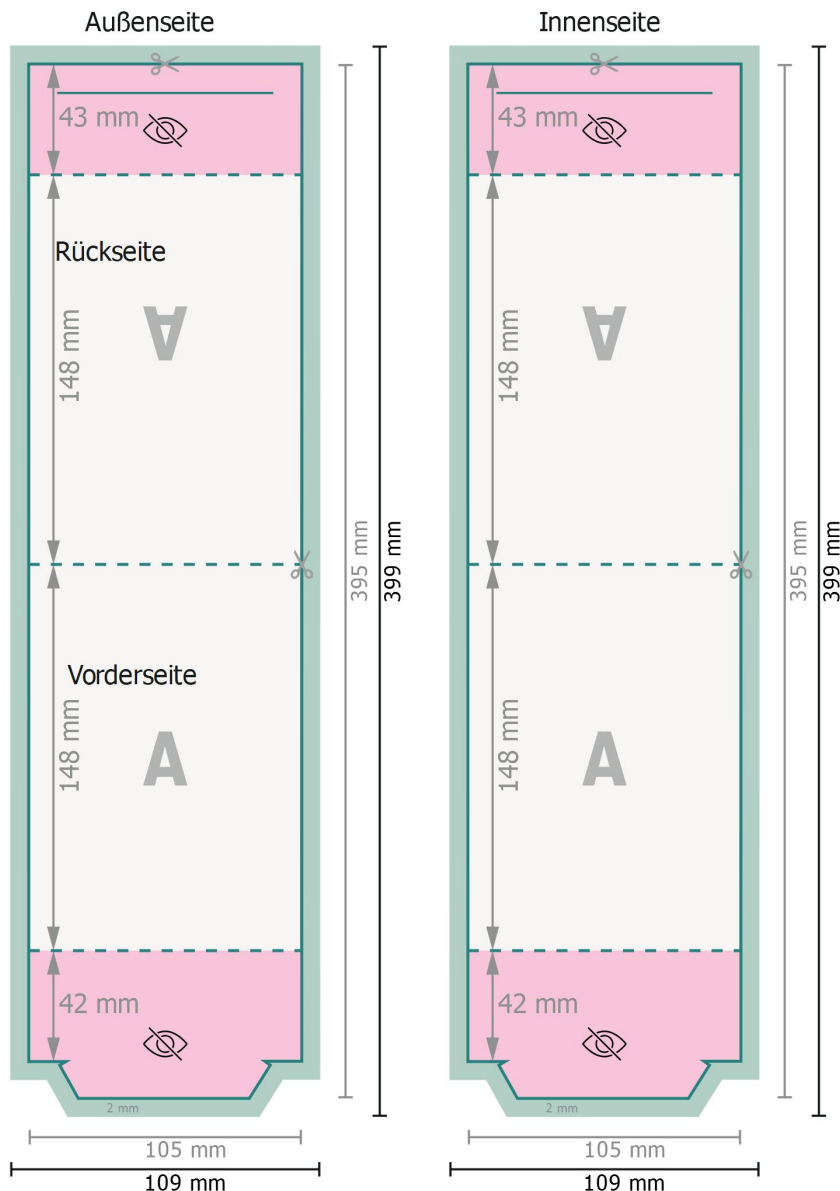 Außenseite
43 mm
Rückseite
A
148 mm
Vorderseite
148 mm
A
42 mm
2 mm
105 mm
109 mm
395 mm
399 mm
Innenseite
43 mm
A
148 mm
148 mm
A
42 mm
2 mm
105 mm
109 mm
395 mm
399 mm